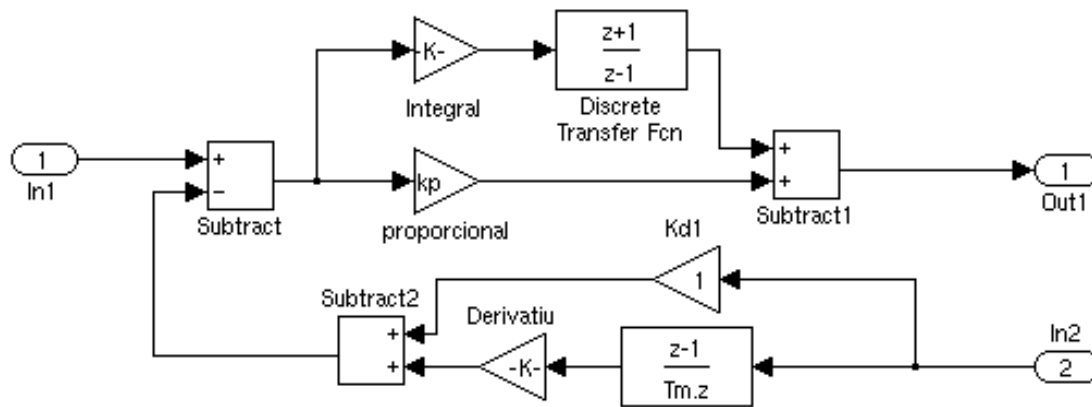 -K-
z+1
z-1
Integral
Discrete
Transfer Fcn
1
In1
+
−
Subtract
kp
proporcional
+
+
Subtract1
1
Out1
Kd1
1
Subtract2
+
+
Derivatiu
-K-
z-1
Tm.z
In2
2